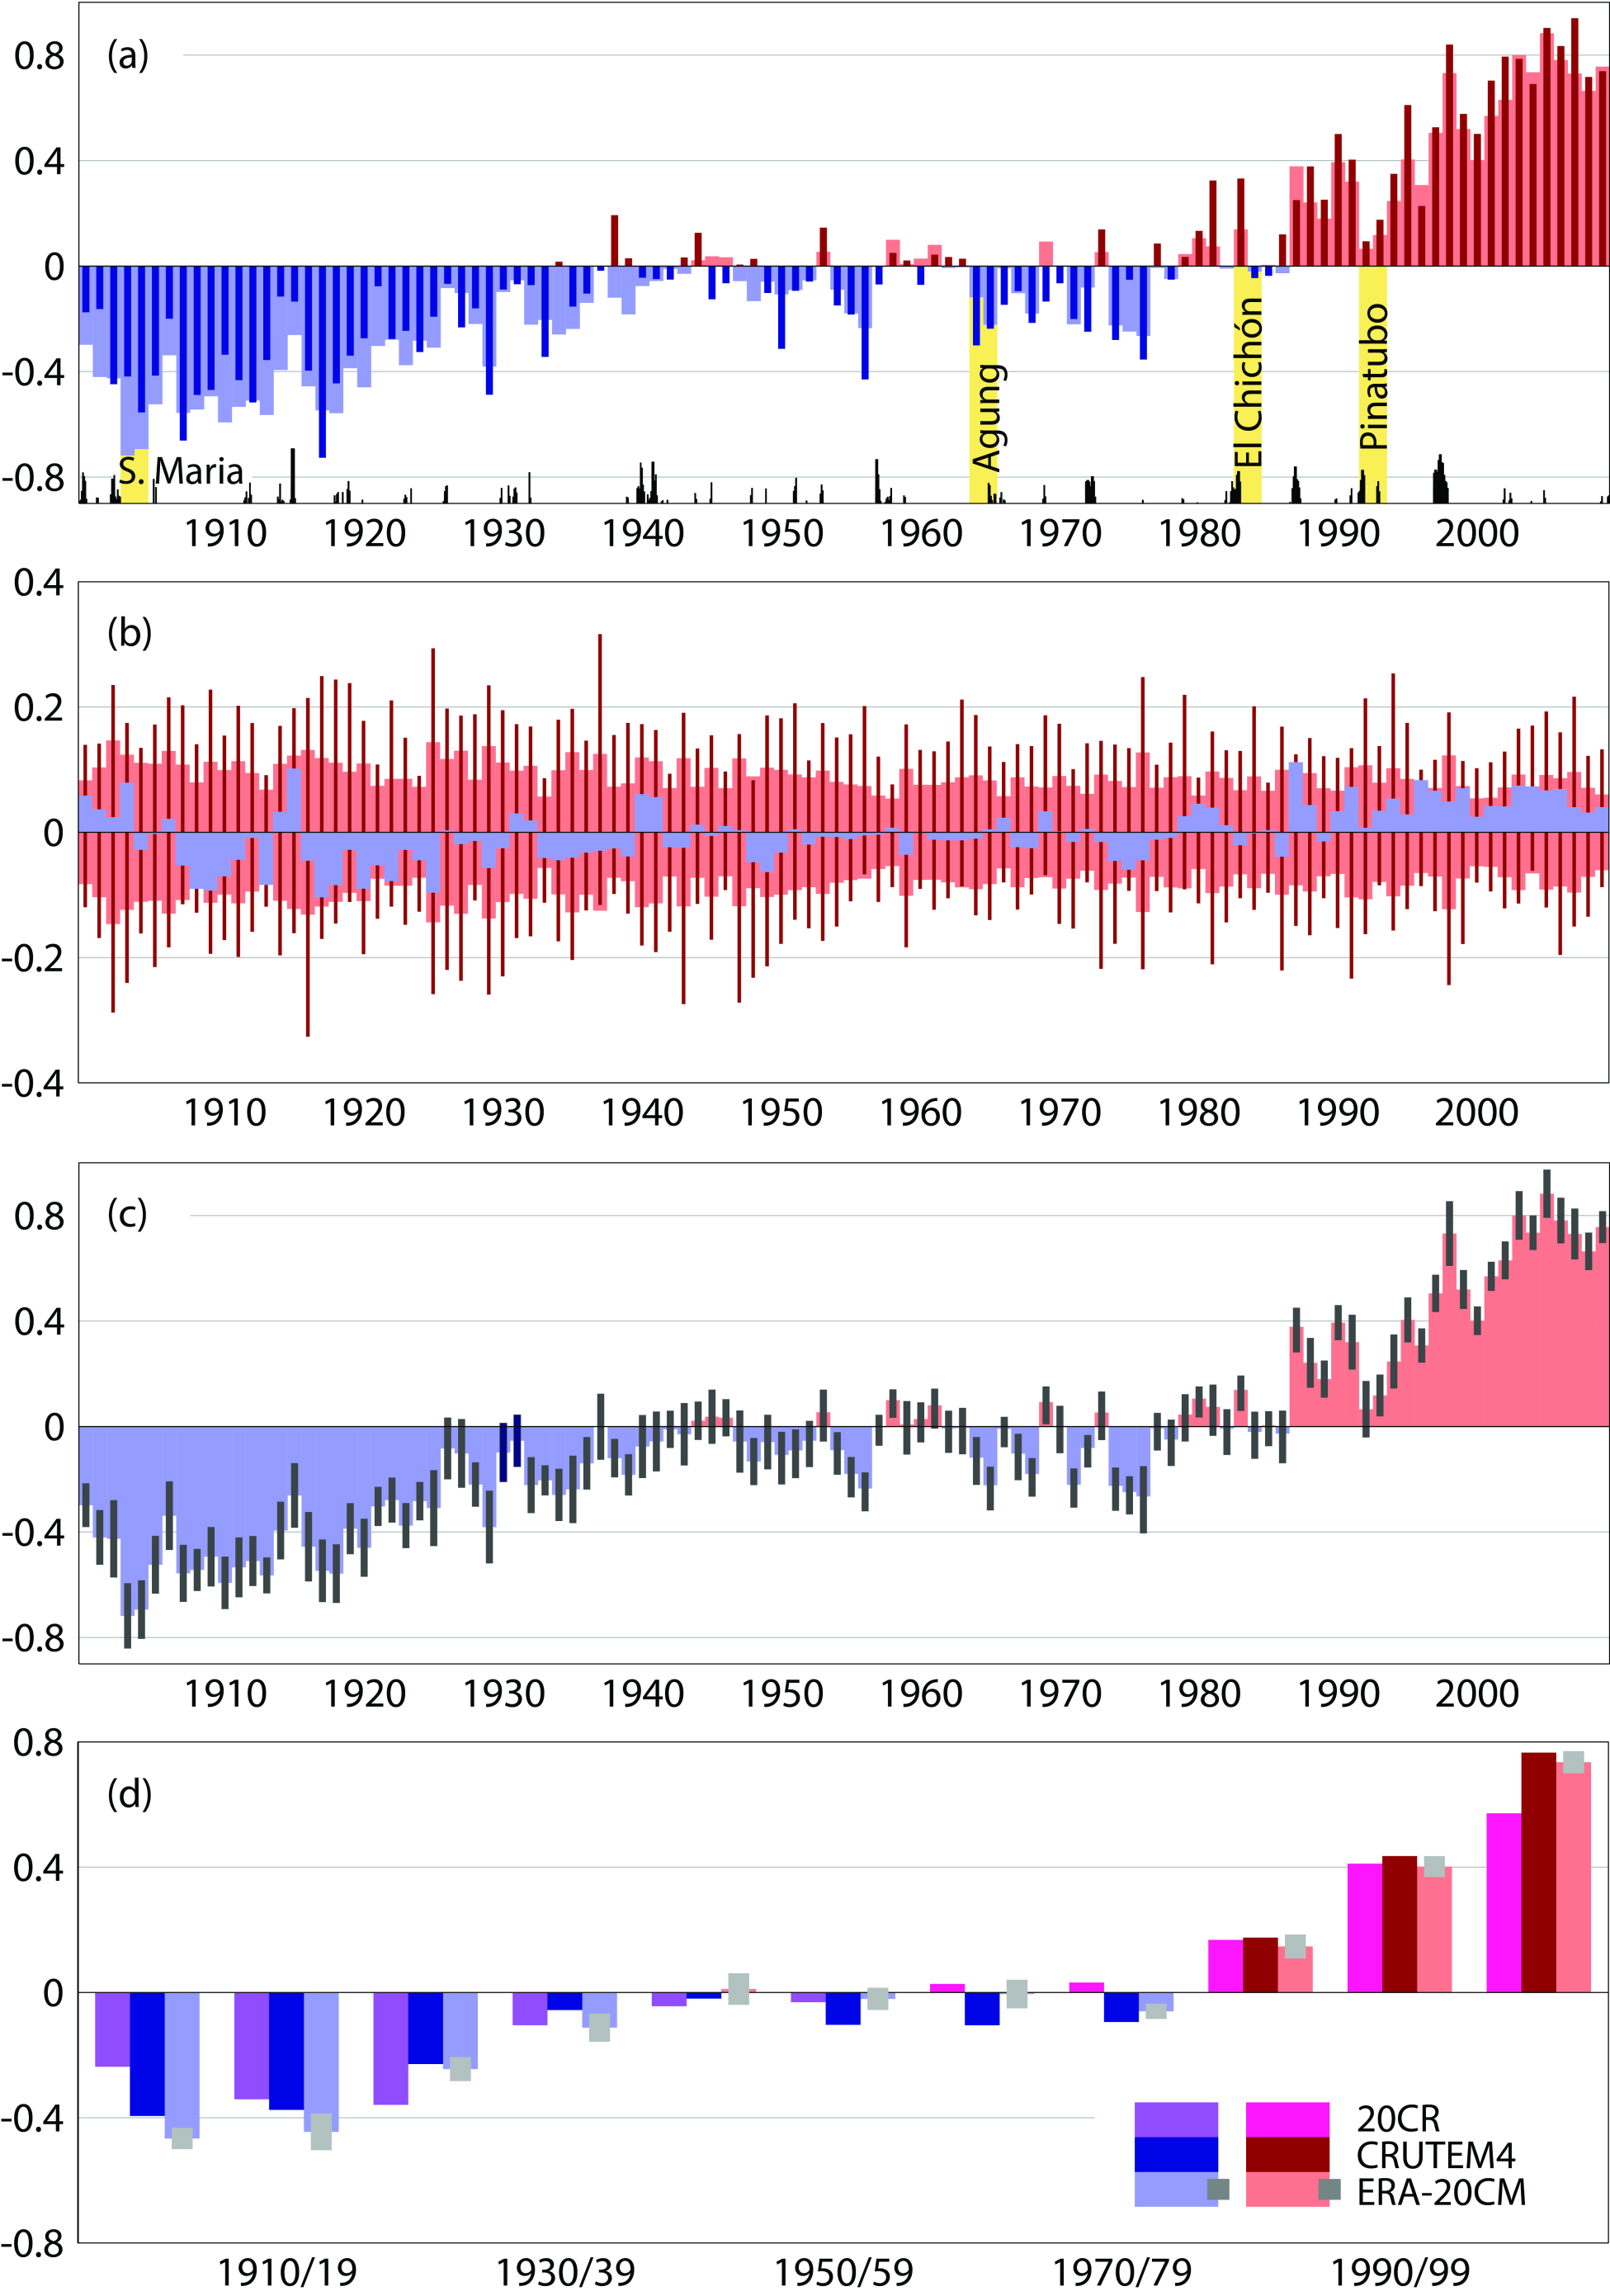 (a)
0.8
0.4
0
-0.4
-0.8
S. Maria
Agung
El Chichón
Pinatubo
1910 1920 1930 1940 1950 1960 1970 1980 1990 2000
(b)
0.4
0.2
0
-0.2
-0.4
1910 1920 1930 1940 1950 1960 1970 1980 1990 2000
(c)
0.8
0.4
0
-0.4
-0.8
1910 1920 1930 1940 1950 1960 1970 1980 1990 2000
(d)
0.8
0.4
0
-0.4
-0.8
20CR
CRUTEM4
ERA-20CM
1910/19 1930/39 1950/59 1970/79 1990/99